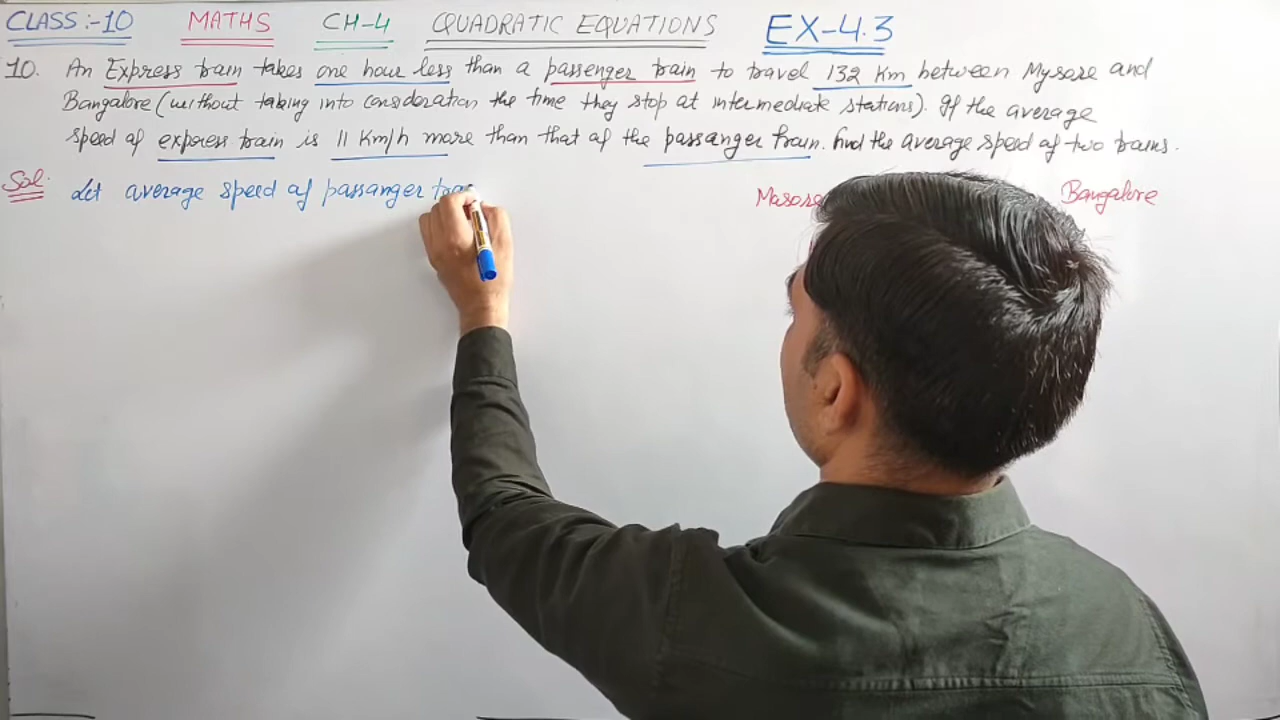 CLASS:-10 MATHS CH-4 QUADRATIC EQUATIONS EX-4.3
10. An Express train takes one hour less than a passenger train to travel 132 Km between Mysore and
Bangalore (without taking into consideration the time they stop at intermediate stations). If the average
speed of express train is 11 Km/h more than that of the passanger train. find the average speed of two trains.
Sol. Let average speed of passanger Masore Bangalore